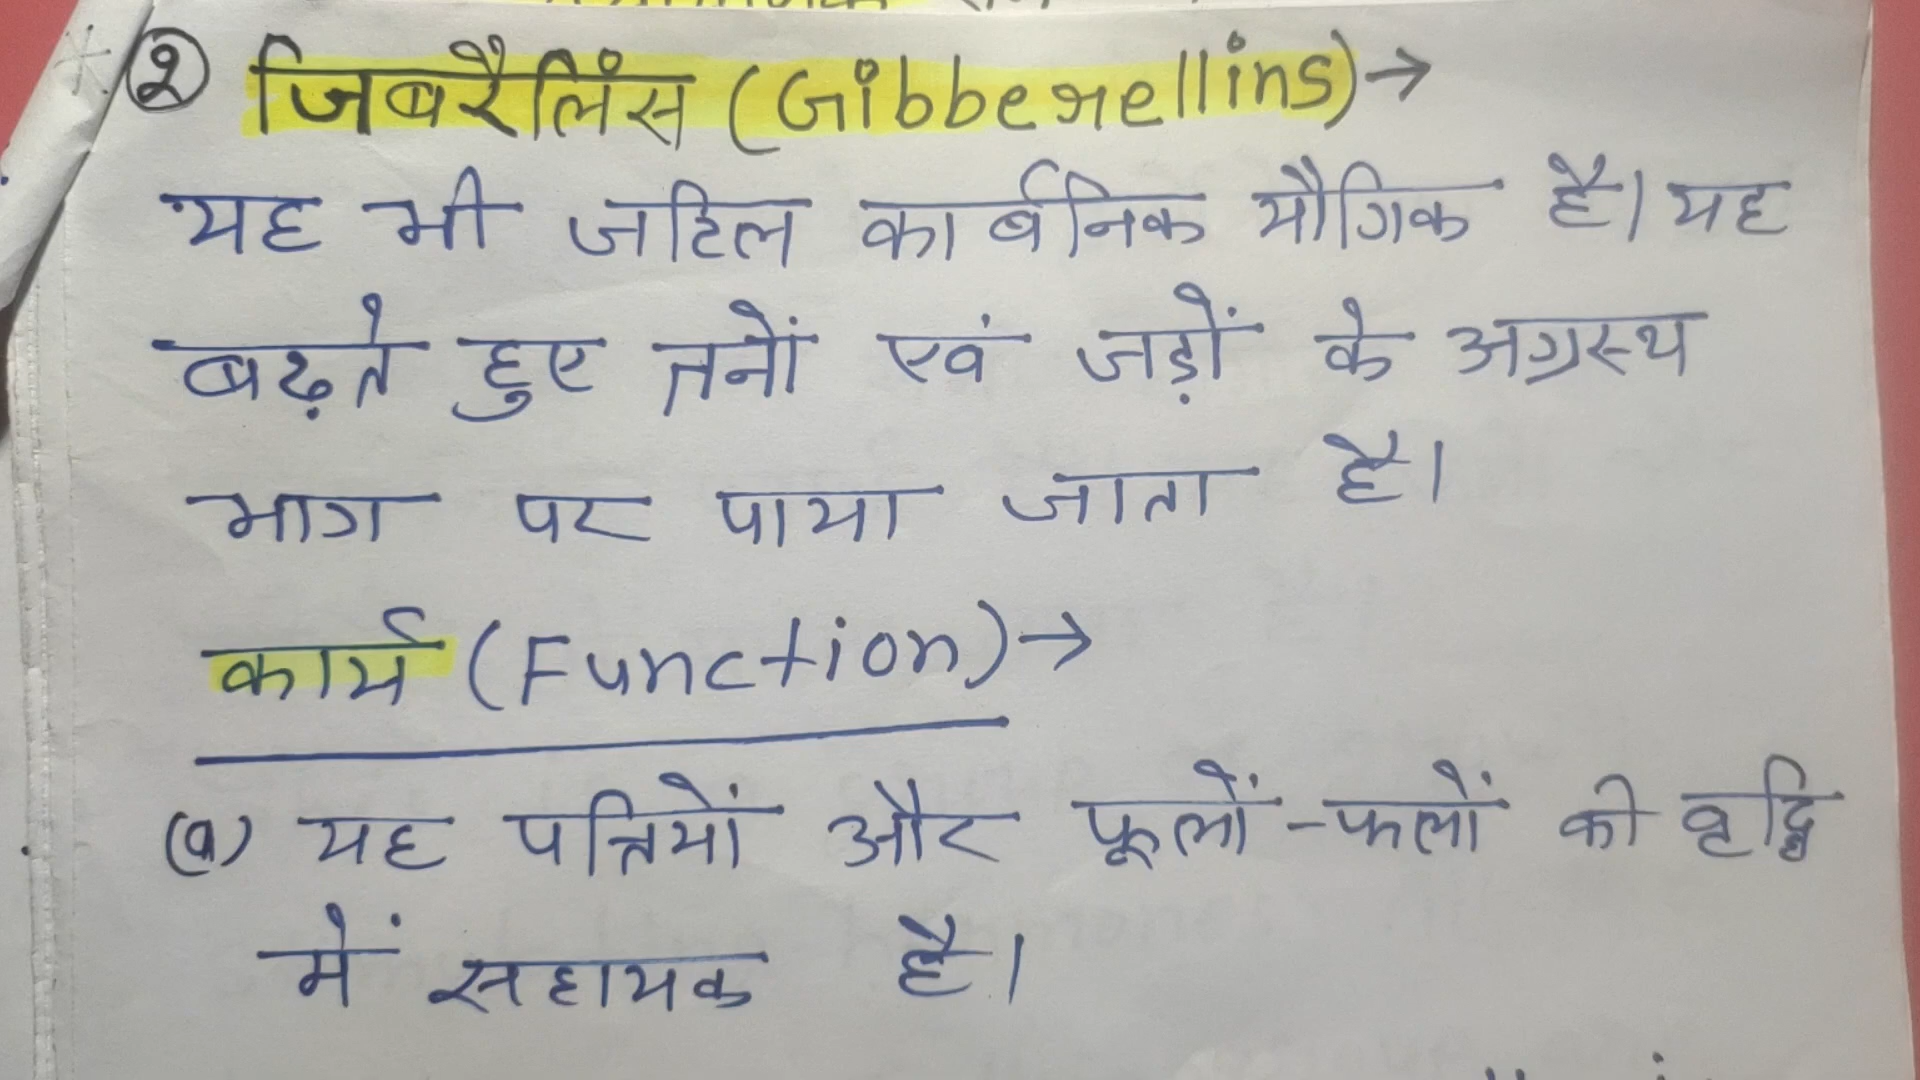 ② जिबरैलिंस (Gibberellins)→
यह भी जटिल कार्बनिक यौगिक है। यह
बढ़ते हुए तनों एवं जड़ों के अग्रस्थ
भाग पर पाया जाता है।
कार्य (Function)→
(a) यह पत्तियों और फूलों-फलों की वृद्धि
में सहायक है।